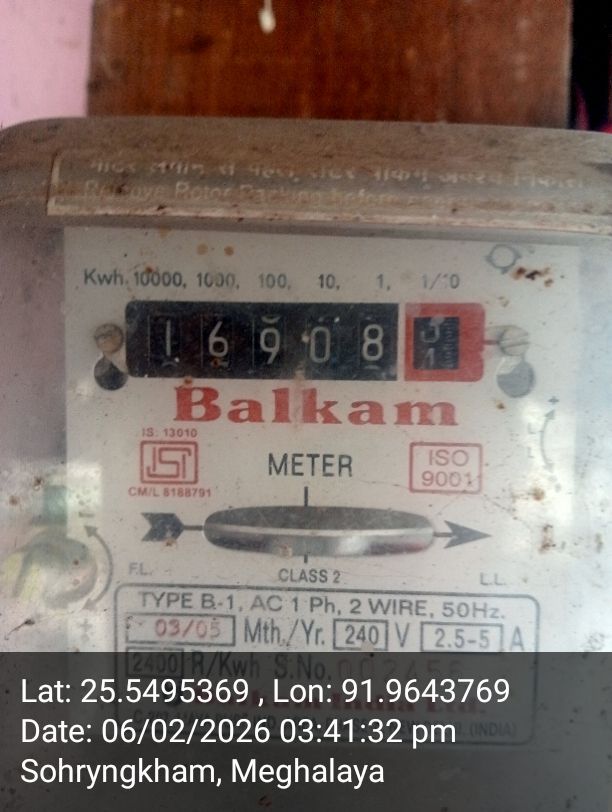 Remove Rotor Packing before
Kwh. 10000, 1000, 100, 10, 1, 1/10
1 6 9 0 8
Balkam
IS: 13010
METER
ISI
ISO
9001
CM/L 8188791
F.L.
CLASS 2
L.L.
TYPE B-1, AC 1 Ph, 2 WIRE, 50Hz.
03/05 Mth./Yr. 240 V 2.5-5 A
2400 R/Kwh S.No.
(INDIA)
Lat: 25.5495369 , Lon: 91.9643769
Date: 06/02/2026 03:41:32 pm
Sohryngkham, Meghalaya